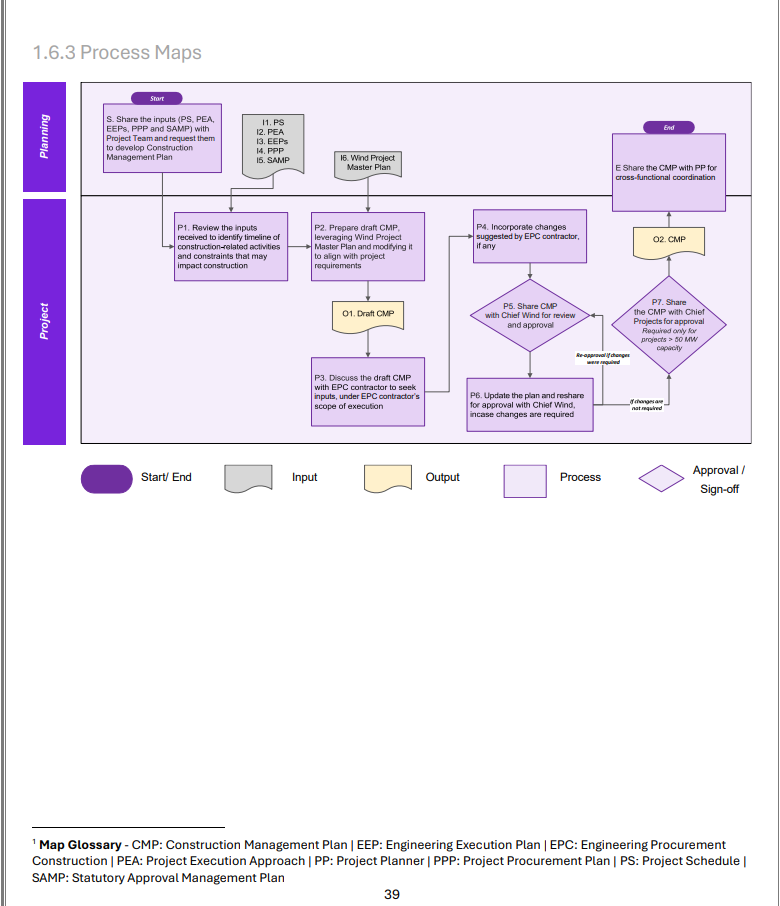 1.6.3 Process Maps
Planning
Start
S. Share the inputs (PS, PEA,
EEPs, PPP and SAMP) with
Project Team and request them
to develop Construction
Management Plan
I1. PS
I2. PEA
I3. EEPs
I4. PPP
I5. SAMP
I6. Wind Project
Master Plan
End
E Share the CMP with PP for
cross-functional coordination
Project
P1. Review the inputs
received to identify timeline of
construction-related activities
and constraints that may
impact construction
P2. Prepare draft CMP,
leveraging Wind Project
Master Plan and modifying it
to align with project
requirements
O1. Draft CMP
P3. Discuss the draft CMP
with EPC contractor to seek
inputs, under EPC contractor's
scope of execution
P4. Incorporate changes
suggested by EPC contractor,
if any
P5. Share CMP
with Chief Wind for review
and approval
Re-approval if changes
were required
P6. Update the plan and reshare
for approval with Chief Wind,
incase changes are required
If changes are
not required
O2. CMP
P7. Share
the CMP with Chief
Projects for approval
Required only for
projects > 50 MW
capacity
Start/ End
Input
Output
Process
Approval /
Sign-off
1 Map Glossary - CMP: Construction Management Plan | EEP: Engineering Execution Plan | EPC: Engineering Procurement
Construction | PEA: Project Execution Approach | PP: Project Planner | PPP: Project Procurement Plan | PS: Project Schedule |
SAMP: Statutory Approval Management Plan
39